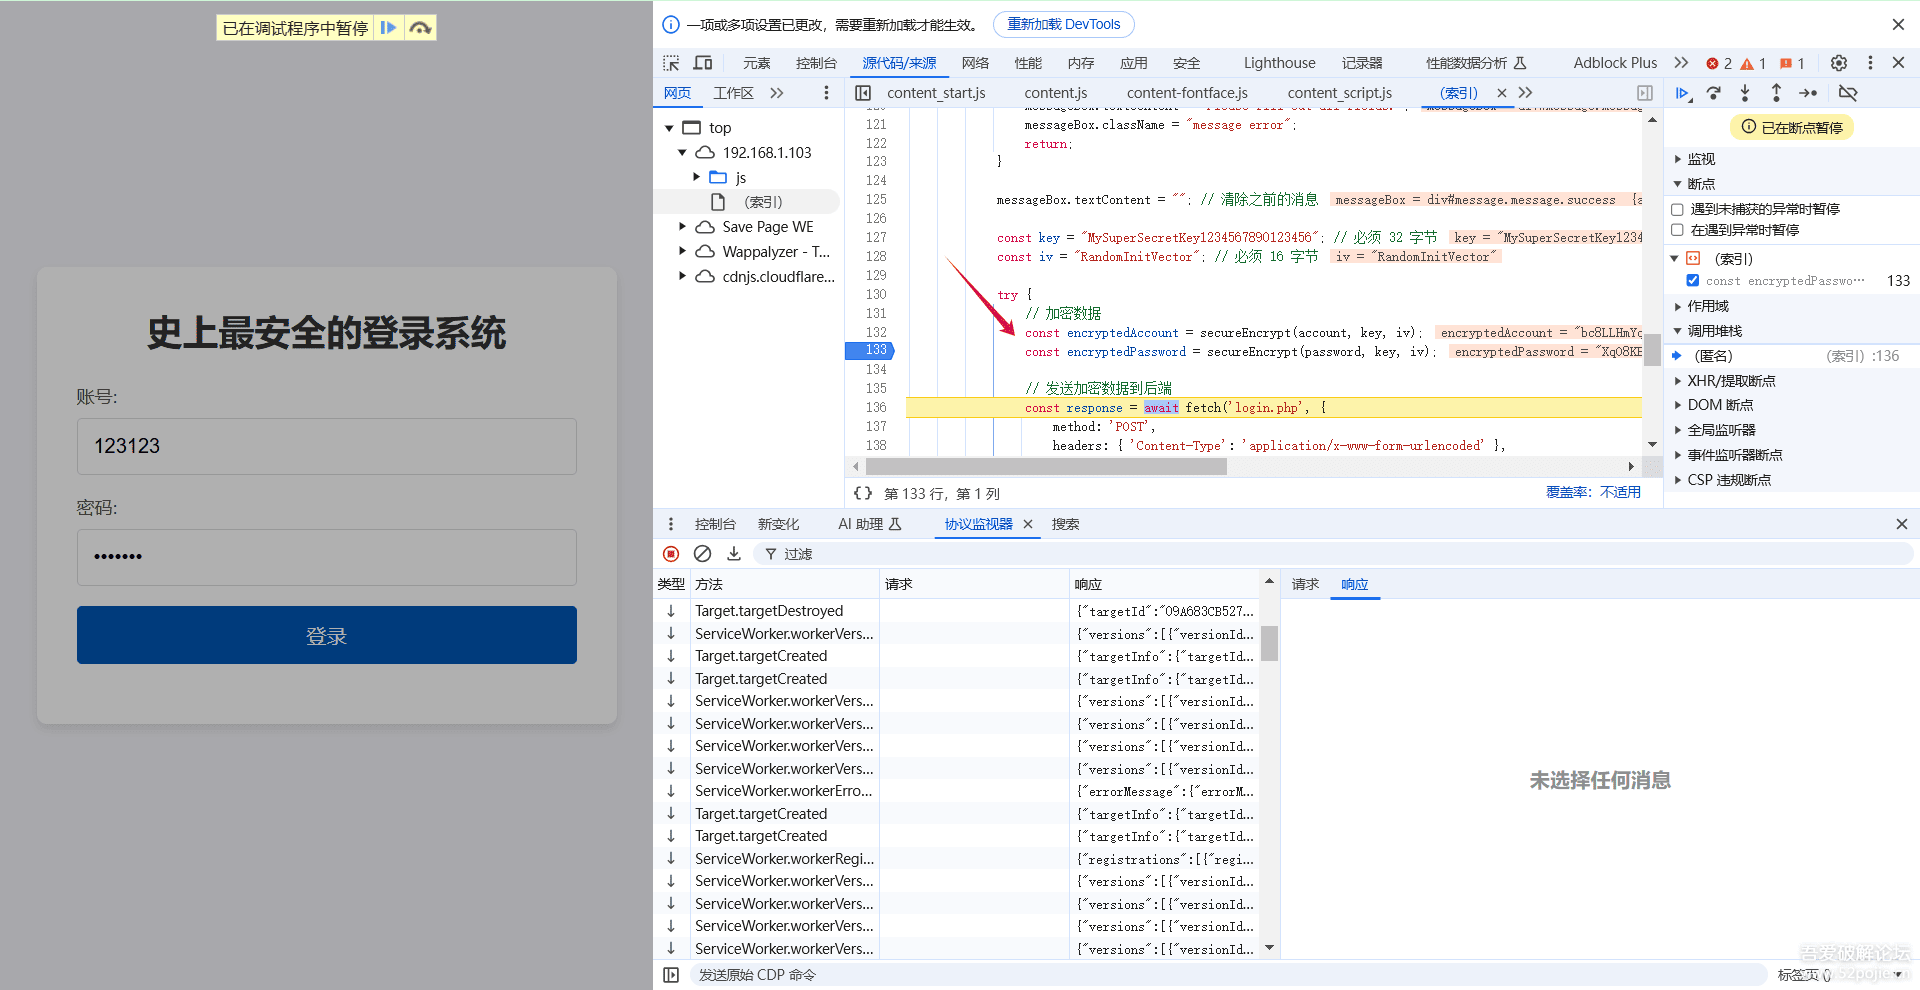 已在调试程序中暂停
史上最安全的登录系统
账号:
123123
密码:
•••••••
登录
一项或多项设置已更改，需要重新加载才能生效。 重新加载 DevTools
元素 控制台 源代码/来源 网络 性能 内存 应用 安全 Lighthouse 记录器 性能数据分析 Adblock Plus 2 1 1
网页 工作区
content_start.js content.js content-fontface.js content_script.js (索引)
top
192.168.1.103
js
(索引)
Save Page WE
Wappalyzer - T...
cdnjs.cloudflare...
121 messageBox.className = "message error";
122 return;
123 }
124
125 messageBox.textContent = ""; // 清除之前的消息 messageBox = div#message.message.success {a
126
127 const key = "MySuperSecretKey1234567890123456"; // 必须 32 字节 key = "MySuperSecretKey1234
128 const iv = "RandomInitVector"; // 必须 16 字节 iv = "RandomInitVector"
129
130 try {
131 // 加密数据
132 const encryptedAccount = secureEncrypt(account, key, iv); encryptedAccount = "bc8LLHmYc
133 const encryptedPassword = secureEncrypt(password, key, iv); encryptedPassword = "XqO8KE
134
135 // 发送加密数据到后端
136 const response = await fetch('login.php', {
137 method: 'POST',
138 headers: { 'Content-Type': 'application/x-www-form-urlencoded' },
{} 第 133 行，第 1 列 覆盖率：不适用
已在断点暂停
监视
断点
遇到未捕获的异常时暂停
在遇到异常时暂停
(索引)
const encryptedPasswo… 133
作用域
调用堆栈
(匿名) (索引):136
XHR/提取断点
DOM 断点
全局监听器
事件监听器断点
CSP 违规断点
控制台 新变化 AI 助理 协议监视器 搜索
过滤
类型 方法 请求 响应
Target.targetDestroyed {"targetId":"09A683CB527...
ServiceWorker.workerVers... {"versions":[{"versionId...
Target.targetCreated {"targetInfo":{"targetId...
Target.targetCreated {"targetInfo":{"targetId...
ServiceWorker.workerVers... {"versions":[{"versionId...
ServiceWorker.workerVers... {"versions":[{"versionId...
ServiceWorker.workerVers... {"versions":[{"versionId...
ServiceWorker.workerVers... {"versions":[{"versionId...
ServiceWorker.workerErro... {"errorMessage":{"errorM...
Target.targetCreated {"targetInfo":{"targetId...
Target.targetCreated {"targetInfo":{"targetId...
ServiceWorker.workerRegi... {"registrations":[{"regi...
ServiceWorker.workerVers... {"versions":[{"versionId...
ServiceWorker.workerVers... {"versions":[{"versionId...
ServiceWorker.workerVers... {"versions":[{"versionId...
ServiceWorker.workerVers... {"versions":[{"versionId...
请求 响应
未选择任何消息
发送原始 CDP 命令
标签页
吾爱破解论坛
www.52pojie.cn